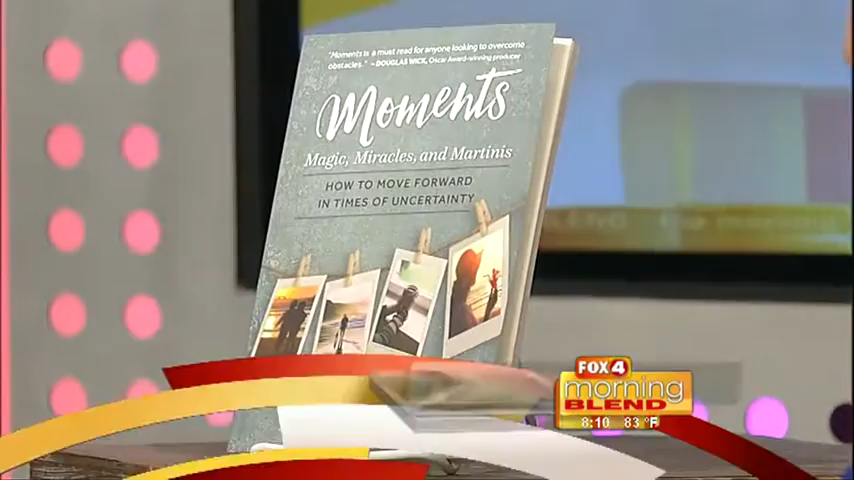 "Moments is a must read for anyone looking to overcome
obstacles." – DOUGLAS WICK, Oscar Award-winning producer
Moments
Magic, Miracles, and Martinis
HOW TO MOVE FORWARD
IN TIMES OF UNCERTAINTY
FOX 4
morning
BLEND
8:10 83 °F